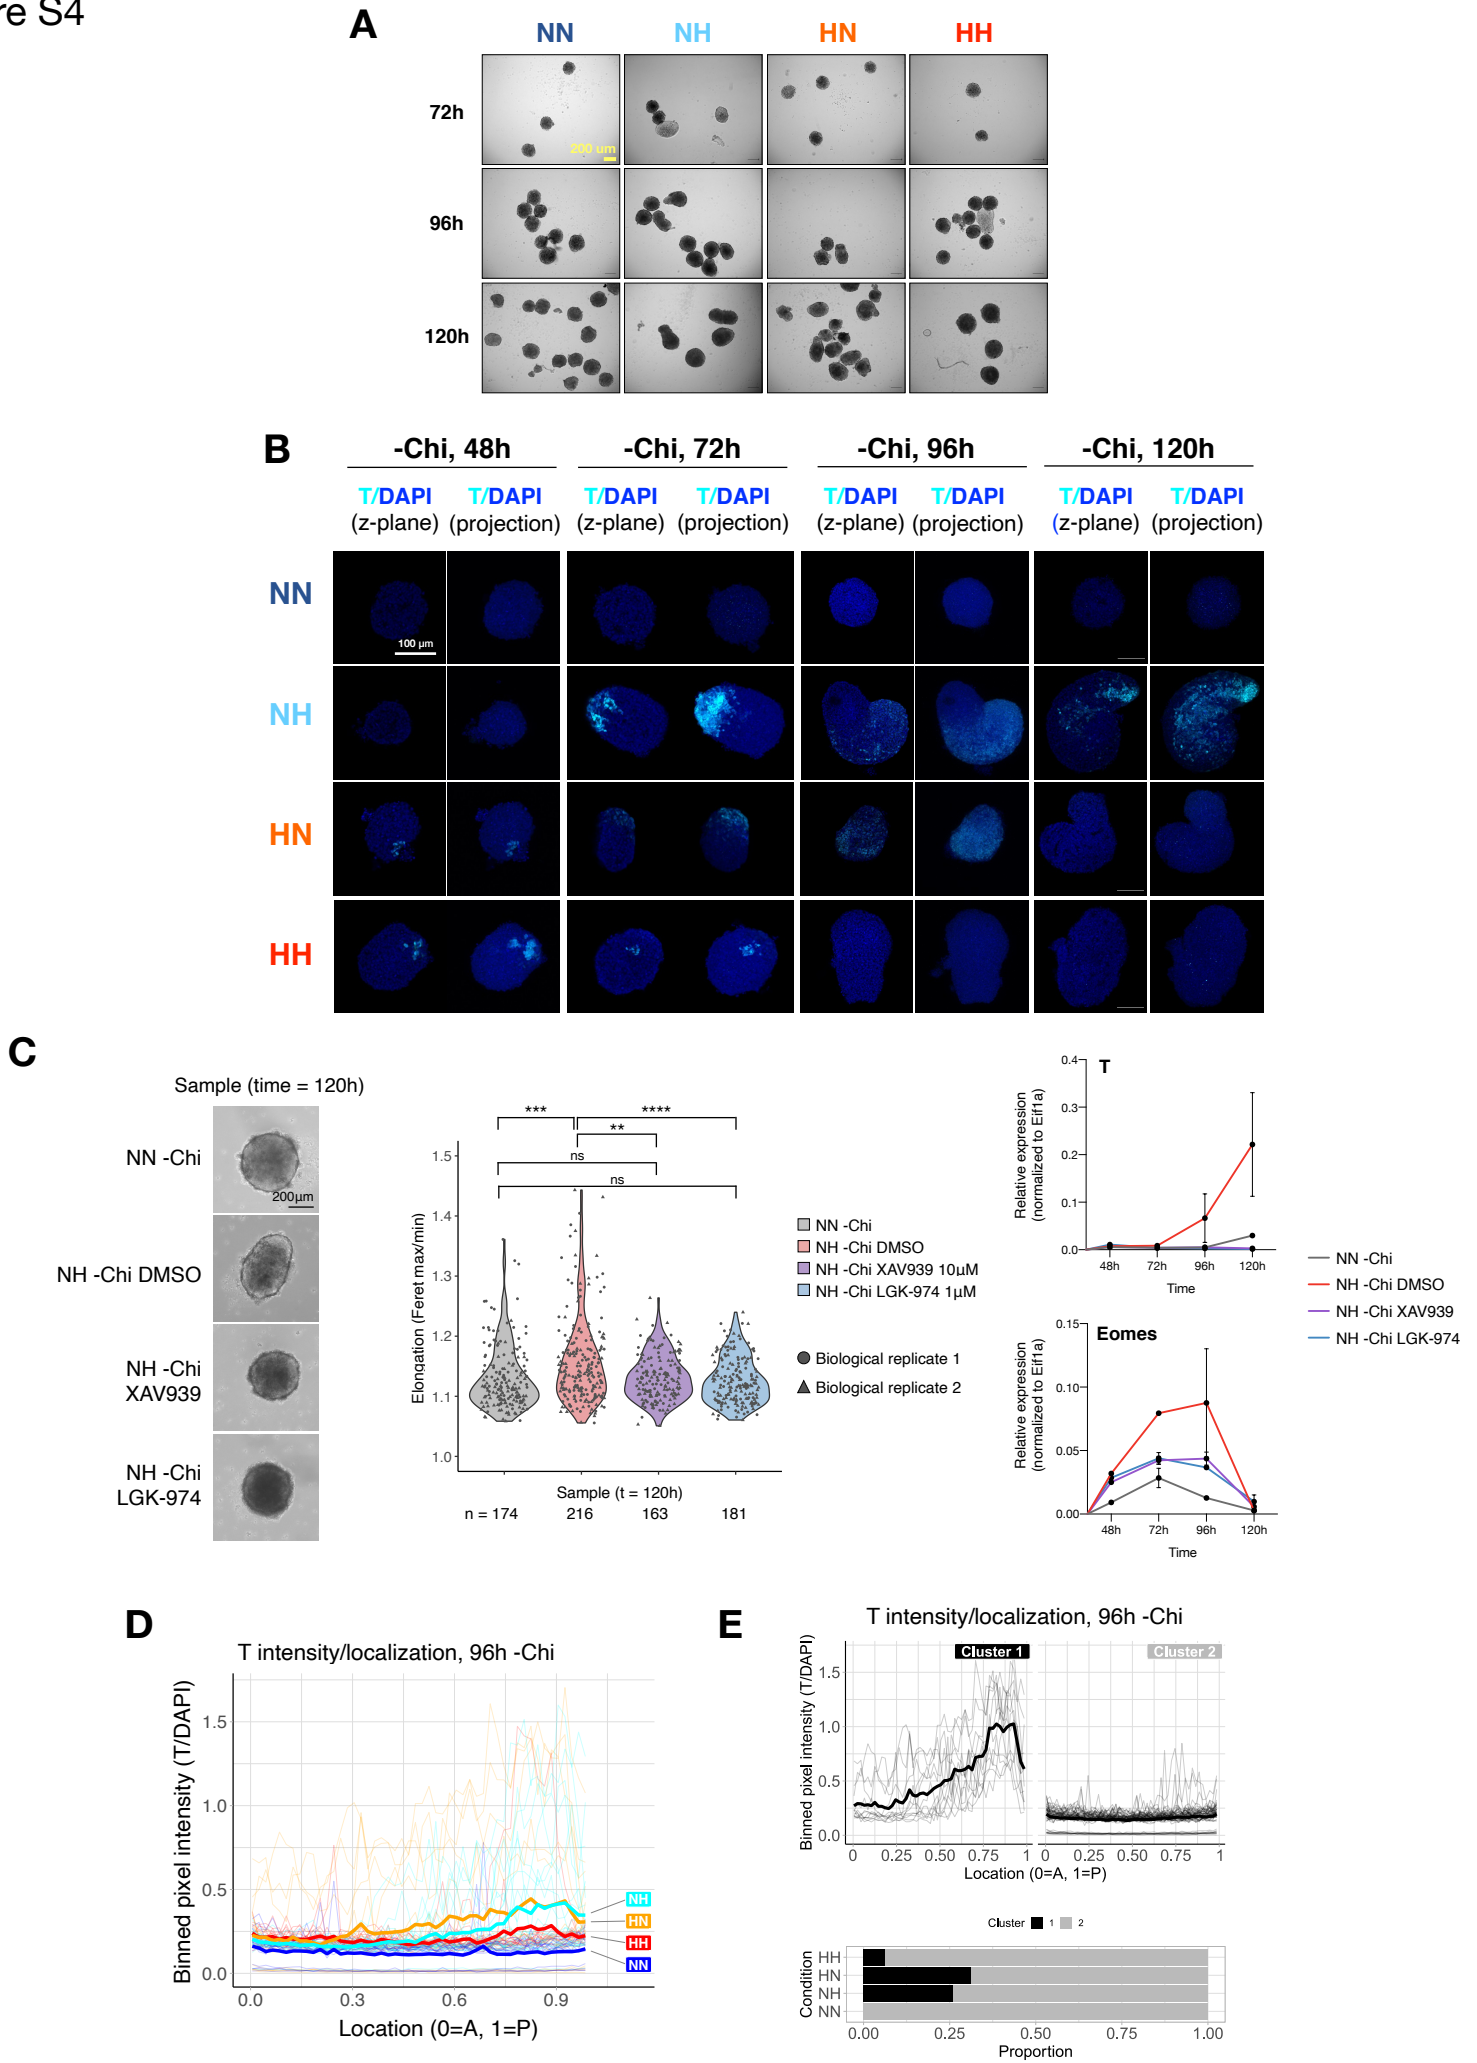 re S4
A
NN NH HN HH
72h
200 um
96h
120h
B
-Chi, 48h -Chi, 72h -Chi, 96h -Chi, 120h
T/DAPI T/DAPI T/DAPI T/DAPI T/DAPI T/DAPI T/DAPI T/DAPI
(z-plane) (projection) (z-plane) (projection) (z-plane) (projection) (z-plane) (projection)
NN
100 µm
NH
HN
HH
C
Sample (time = 120h)
NN -Chi
200µm
NH -Chi DMSO
NH -Chi
XAV939
NH -Chi
LGK-974
*** ****
**
ns
ns
Elongation (Feret max/min)
1.5
1.4
1.3
1.2
1.1
1.0
Sample (t = 120h)
n = 174 216 163 181
NN -Chi
NH -Chi DMSO
NH -Chi XAV939 10µM
NH -Chi LGK-974 1µM
Biological replicate 1
Biological replicate 2
T
Relative expression
(normalized to Eif1a)
0.4
0.3
0.2
0.1
0.0
48h 72h 96h 120h
Time
Eomes
Relative expression
(normalized to Eif1a)
0.15
0.10
0.05
0.00
48h 72h 96h 120h
Time
NN -Chi
NH -Chi DMSO
NH -Chi XAV939
NH -Chi LGK-974
D
T intensity/localization, 96h -Chi
Binned pixel intensity (T/DAPI)
1.5
1.0
0.5
0.0
NH
HN
HH
NN
0.0 0.3 0.6 0.9
Location (0=A, 1=P)
E
T intensity/localization, 96h -Chi
Cluster 1 Cluster 2
Binned pixel intensity (T/DAPI)
1.5
1.0
0.5
0.0
0 0.25 0.50 0.75 1 0 0.25 0.50 0.75 1
Location (0=A, 1=P)
Cluster 1 2
Condition
HH
HN
NH
NN
0.00 0.25 0.50 0.75 1.00
Proportion